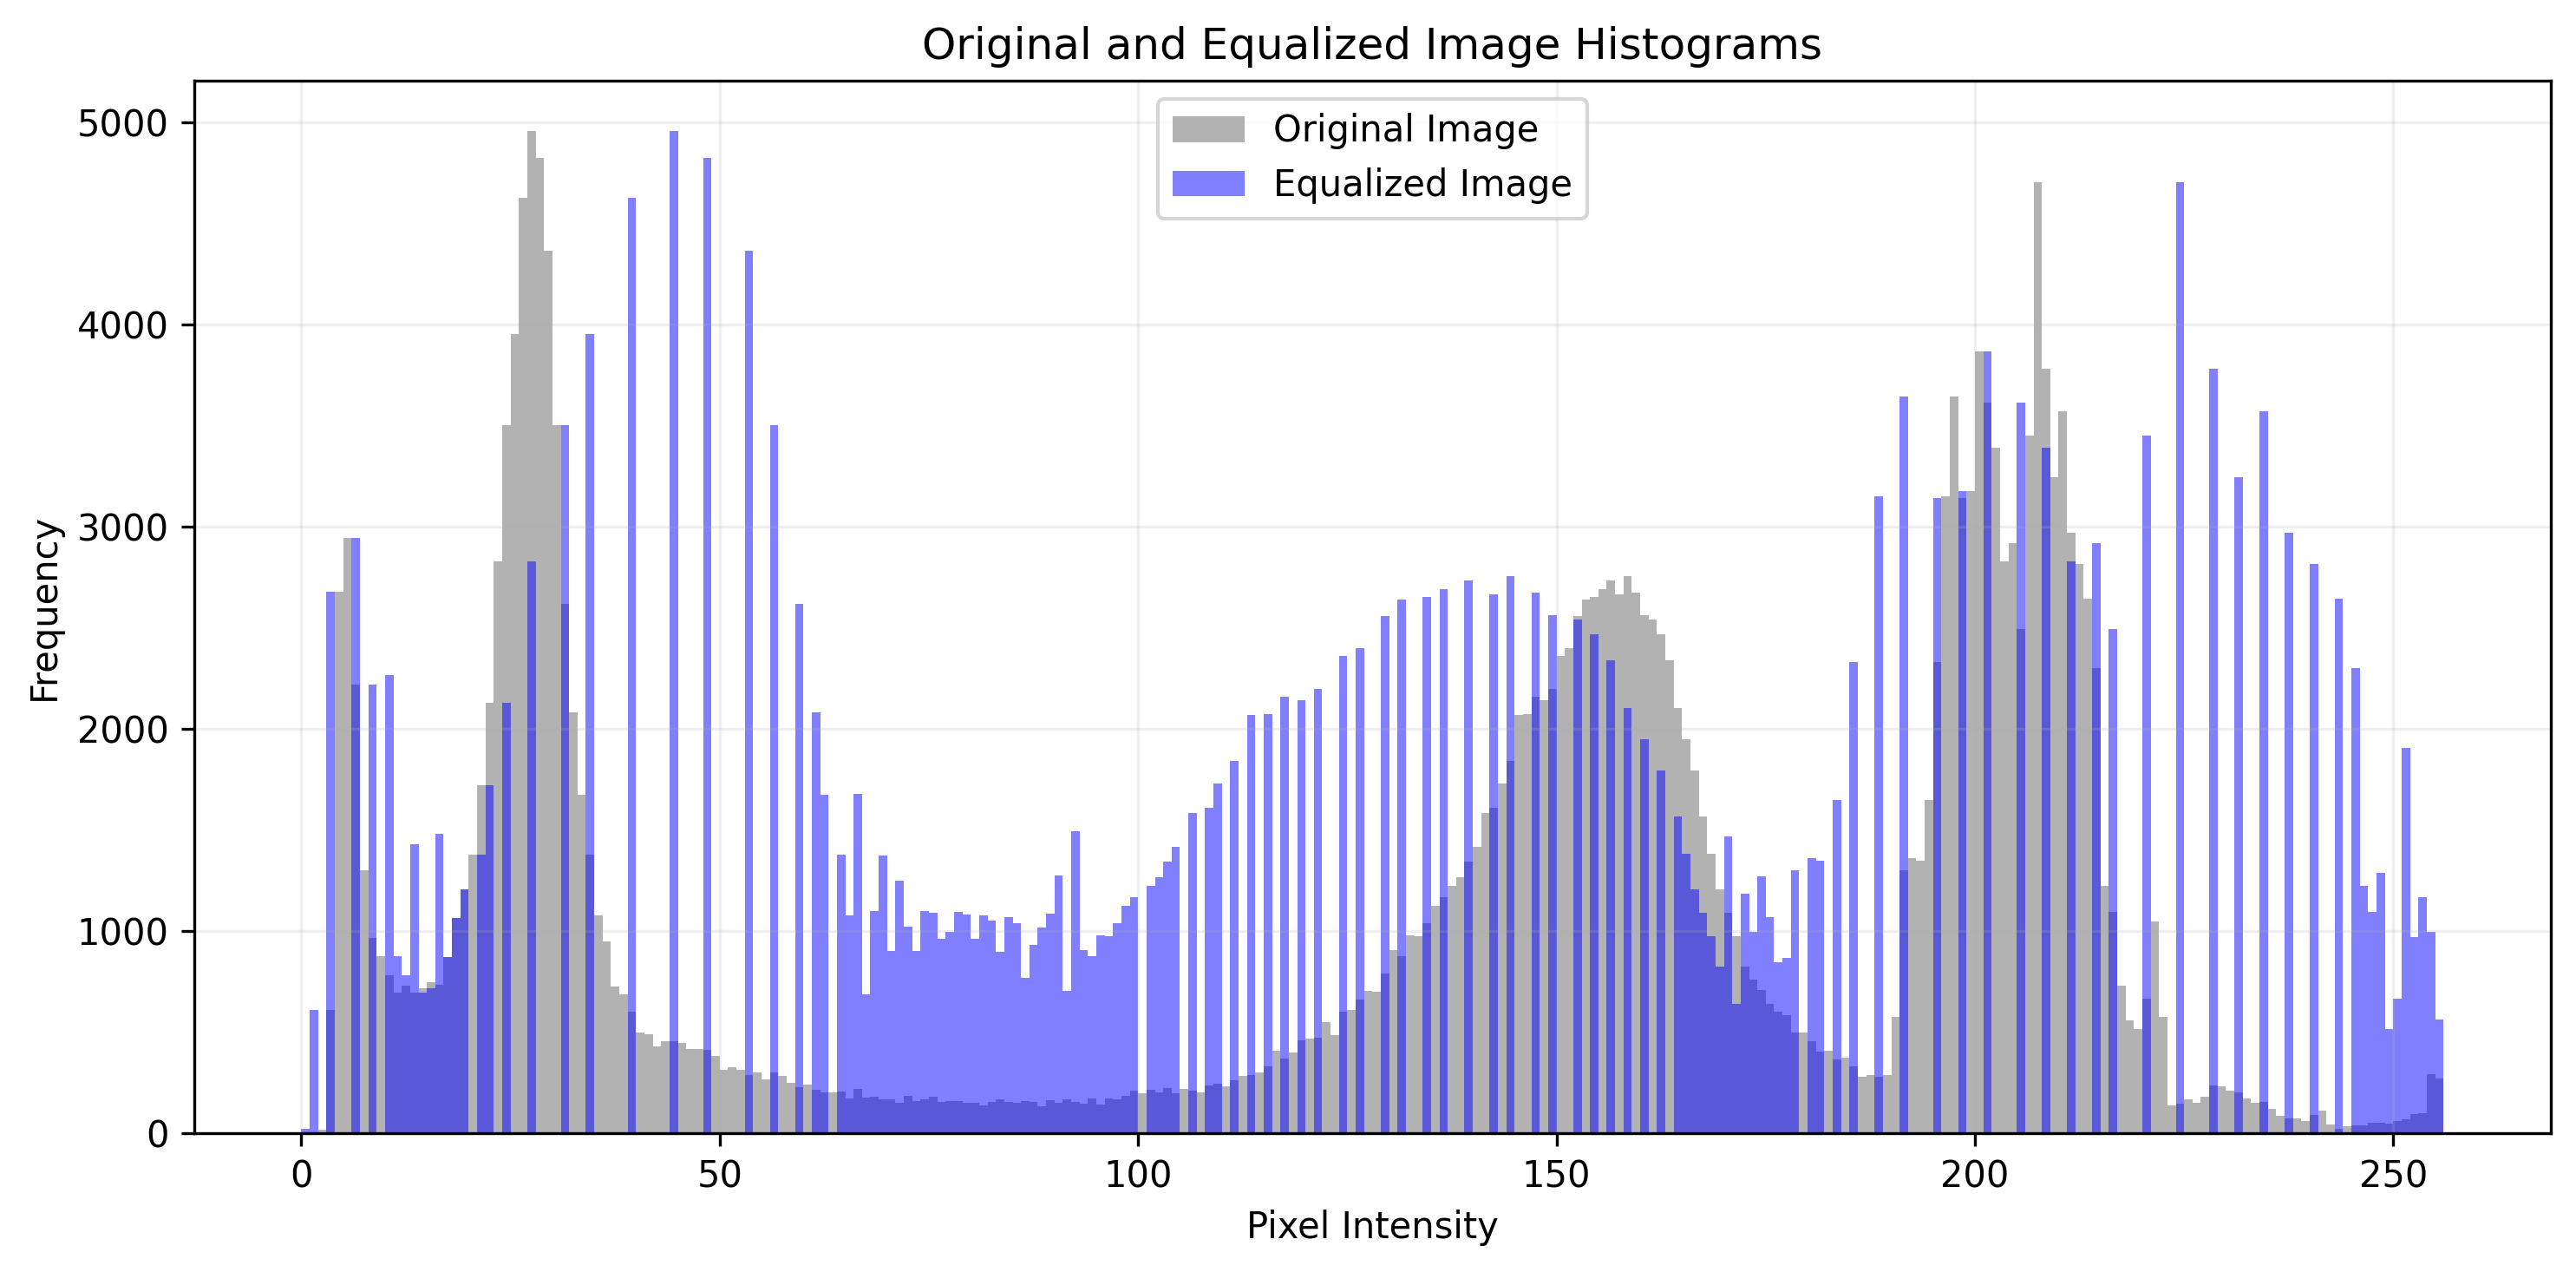 Original and Equalized Image Histograms
Original Image
Equalized Image
Frequency
5000
4000
3000
2000
1000
0
0 50 100 150 200 250
Pixel Intensity